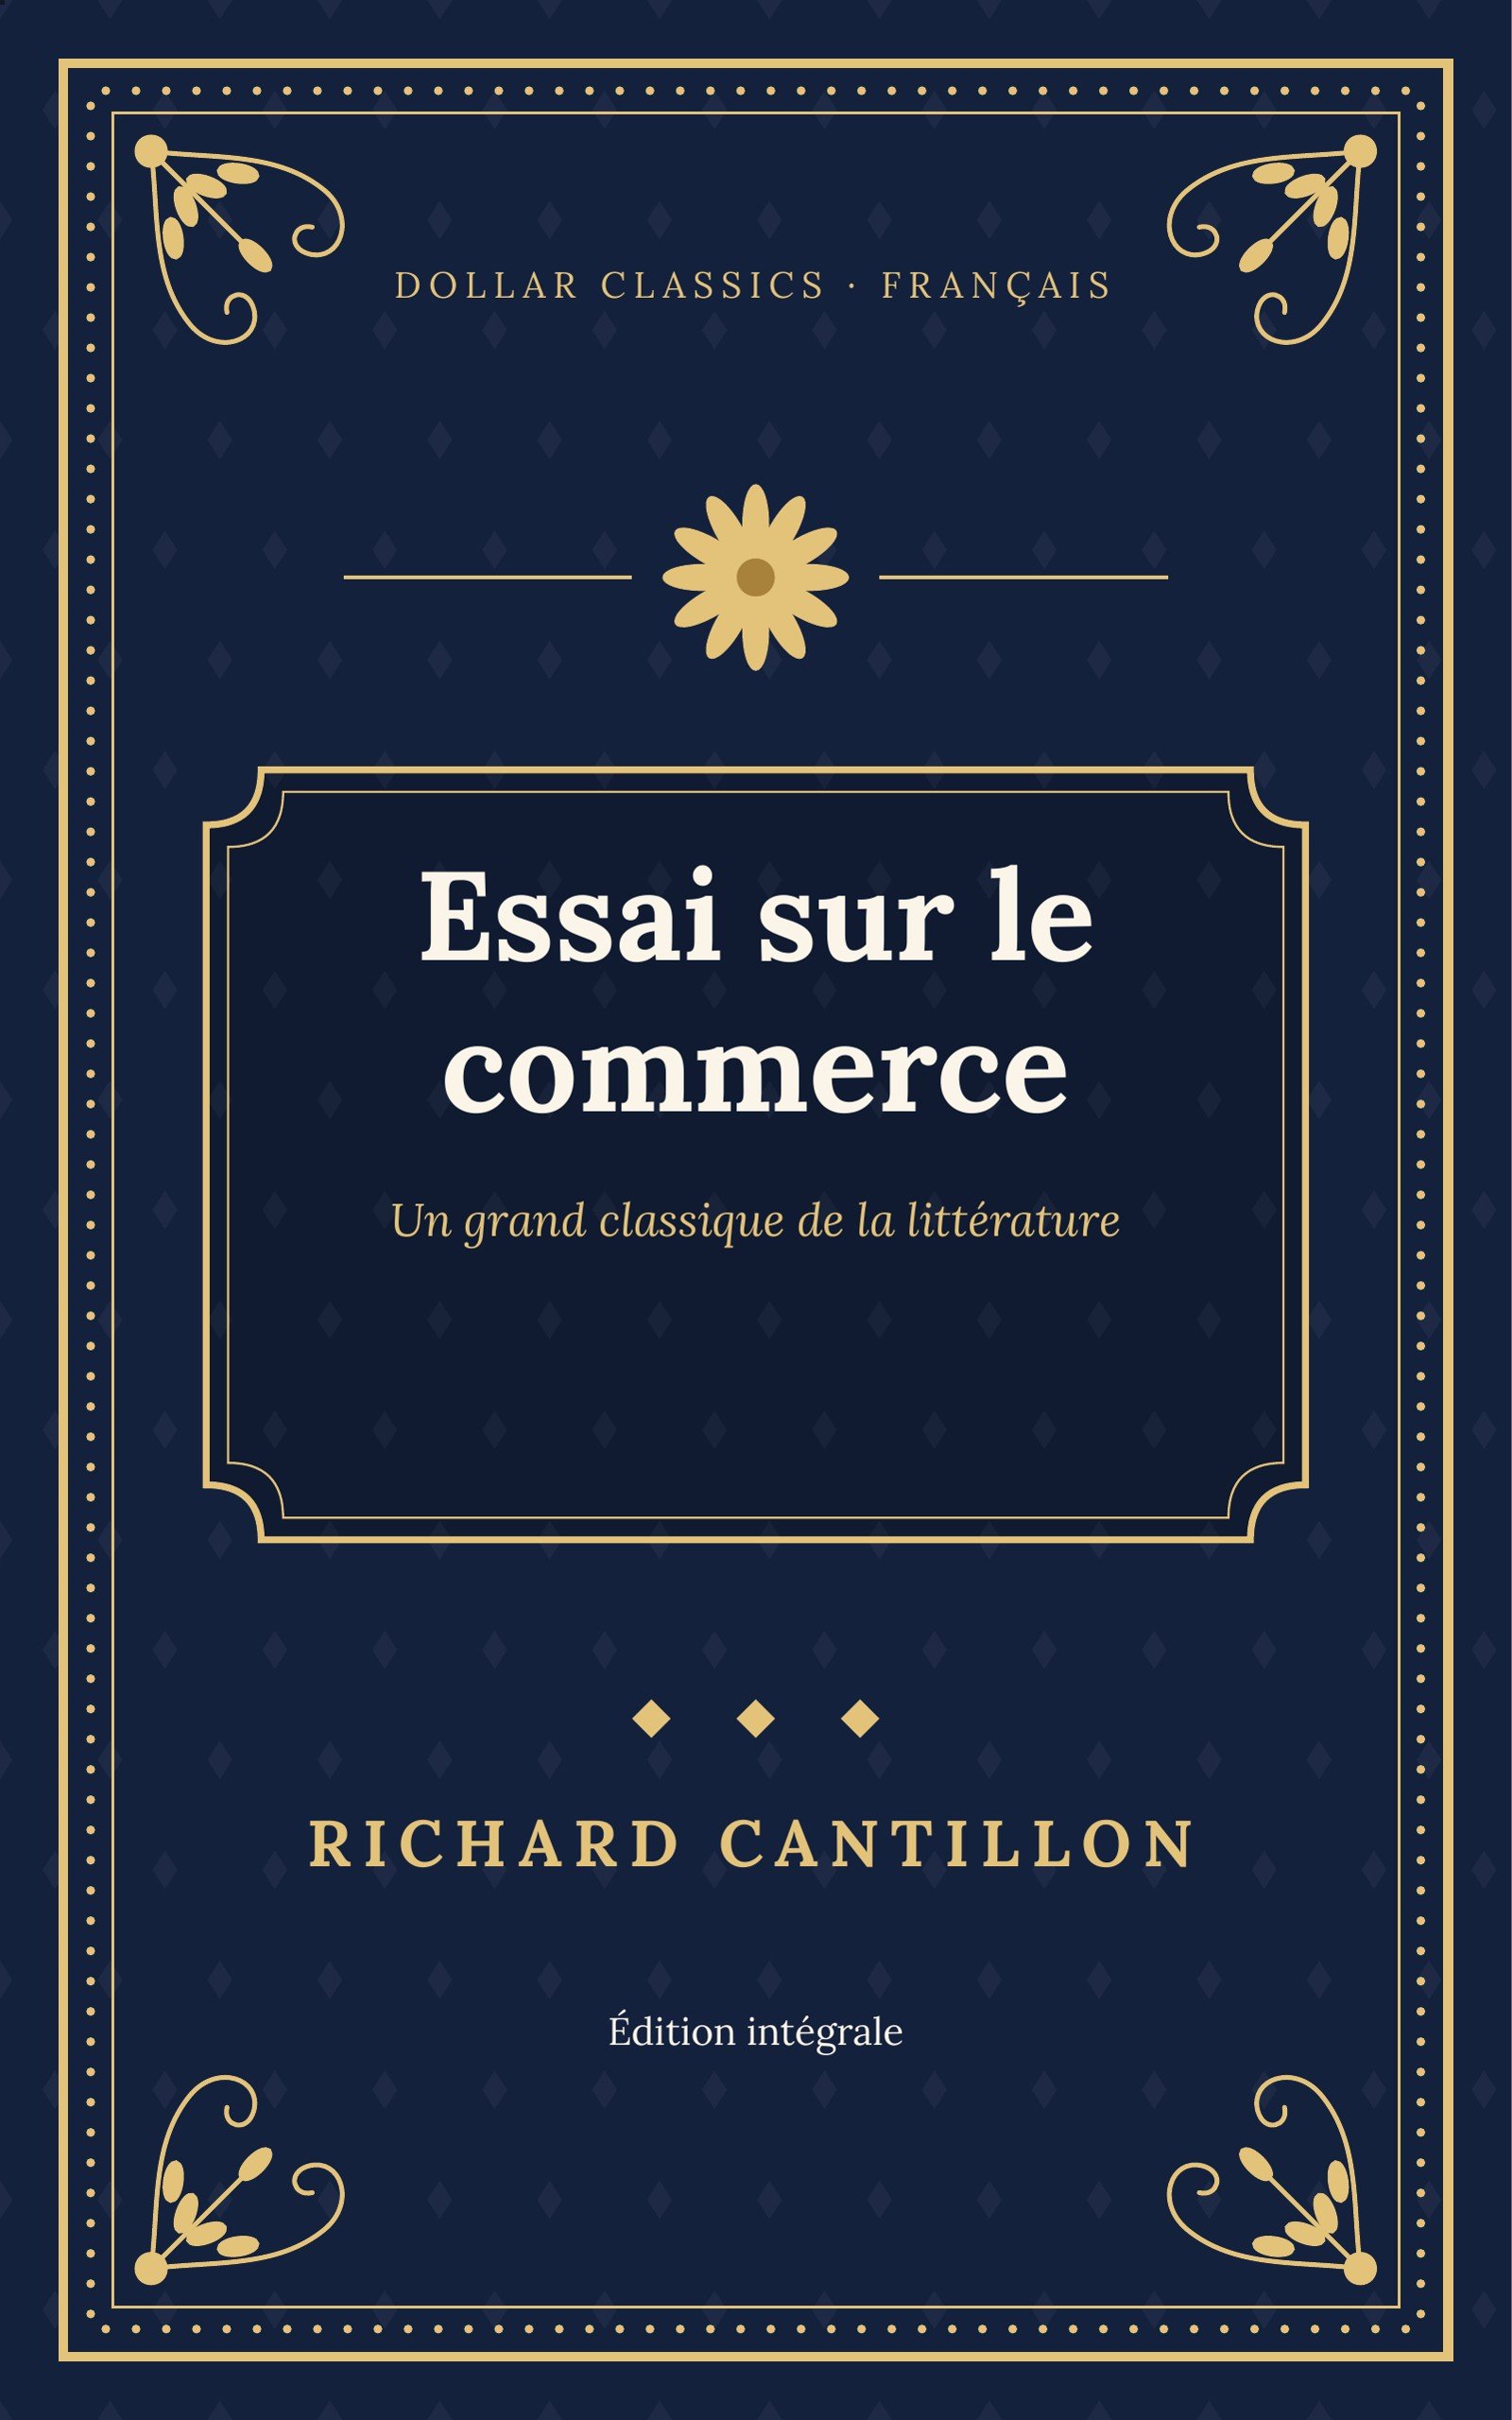 DOLLAR CLASSICS · FRANÇAIS
Essai sur le
commerce
Un grand classique de la littérature
RICHARD CANTILLON
Édition intégrale